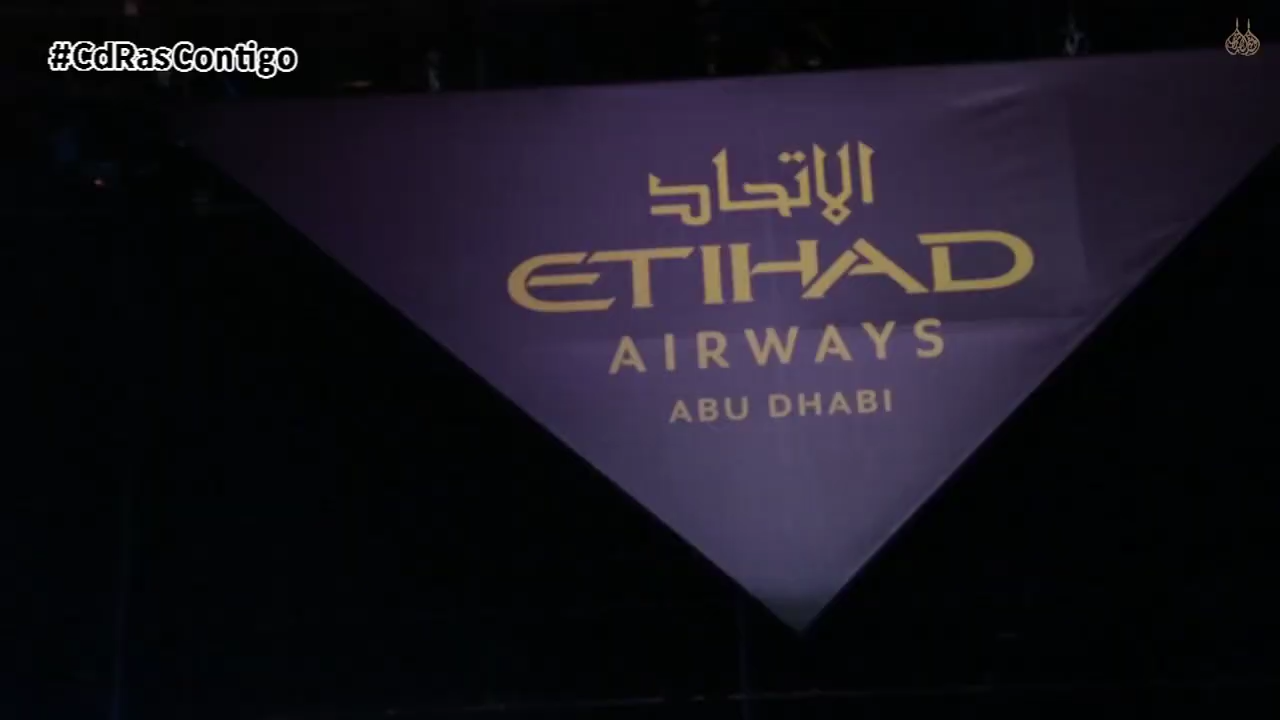 #CdRasContigo
الاتحاد
ETIHAD
AIRWAYS
ABU DHABI